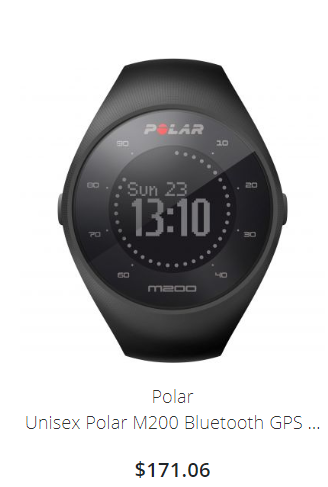 POLAR
90 10
80 20
Sun 23
13:10
70 30
60 40
M200
Polar
Unisex Polar M200 Bluetooth GPS ...
$171.06